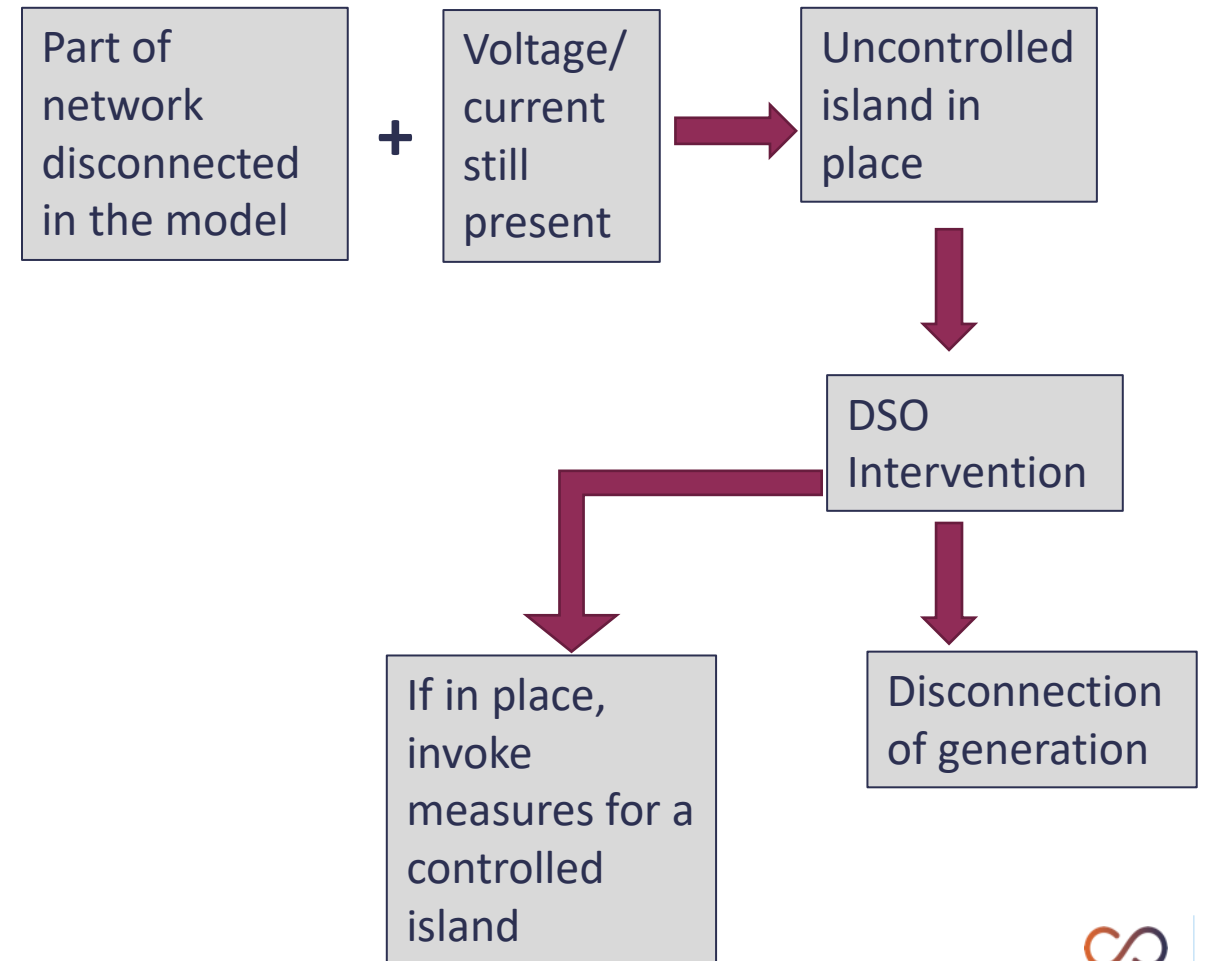 Part of
network
disconnected
in the model
+
Voltage/
current
still
present
Uncontrolled
island in
place
DSO
Intervention
If in place,
invoke
measures for a
controlled
island
Disconnection
of generation